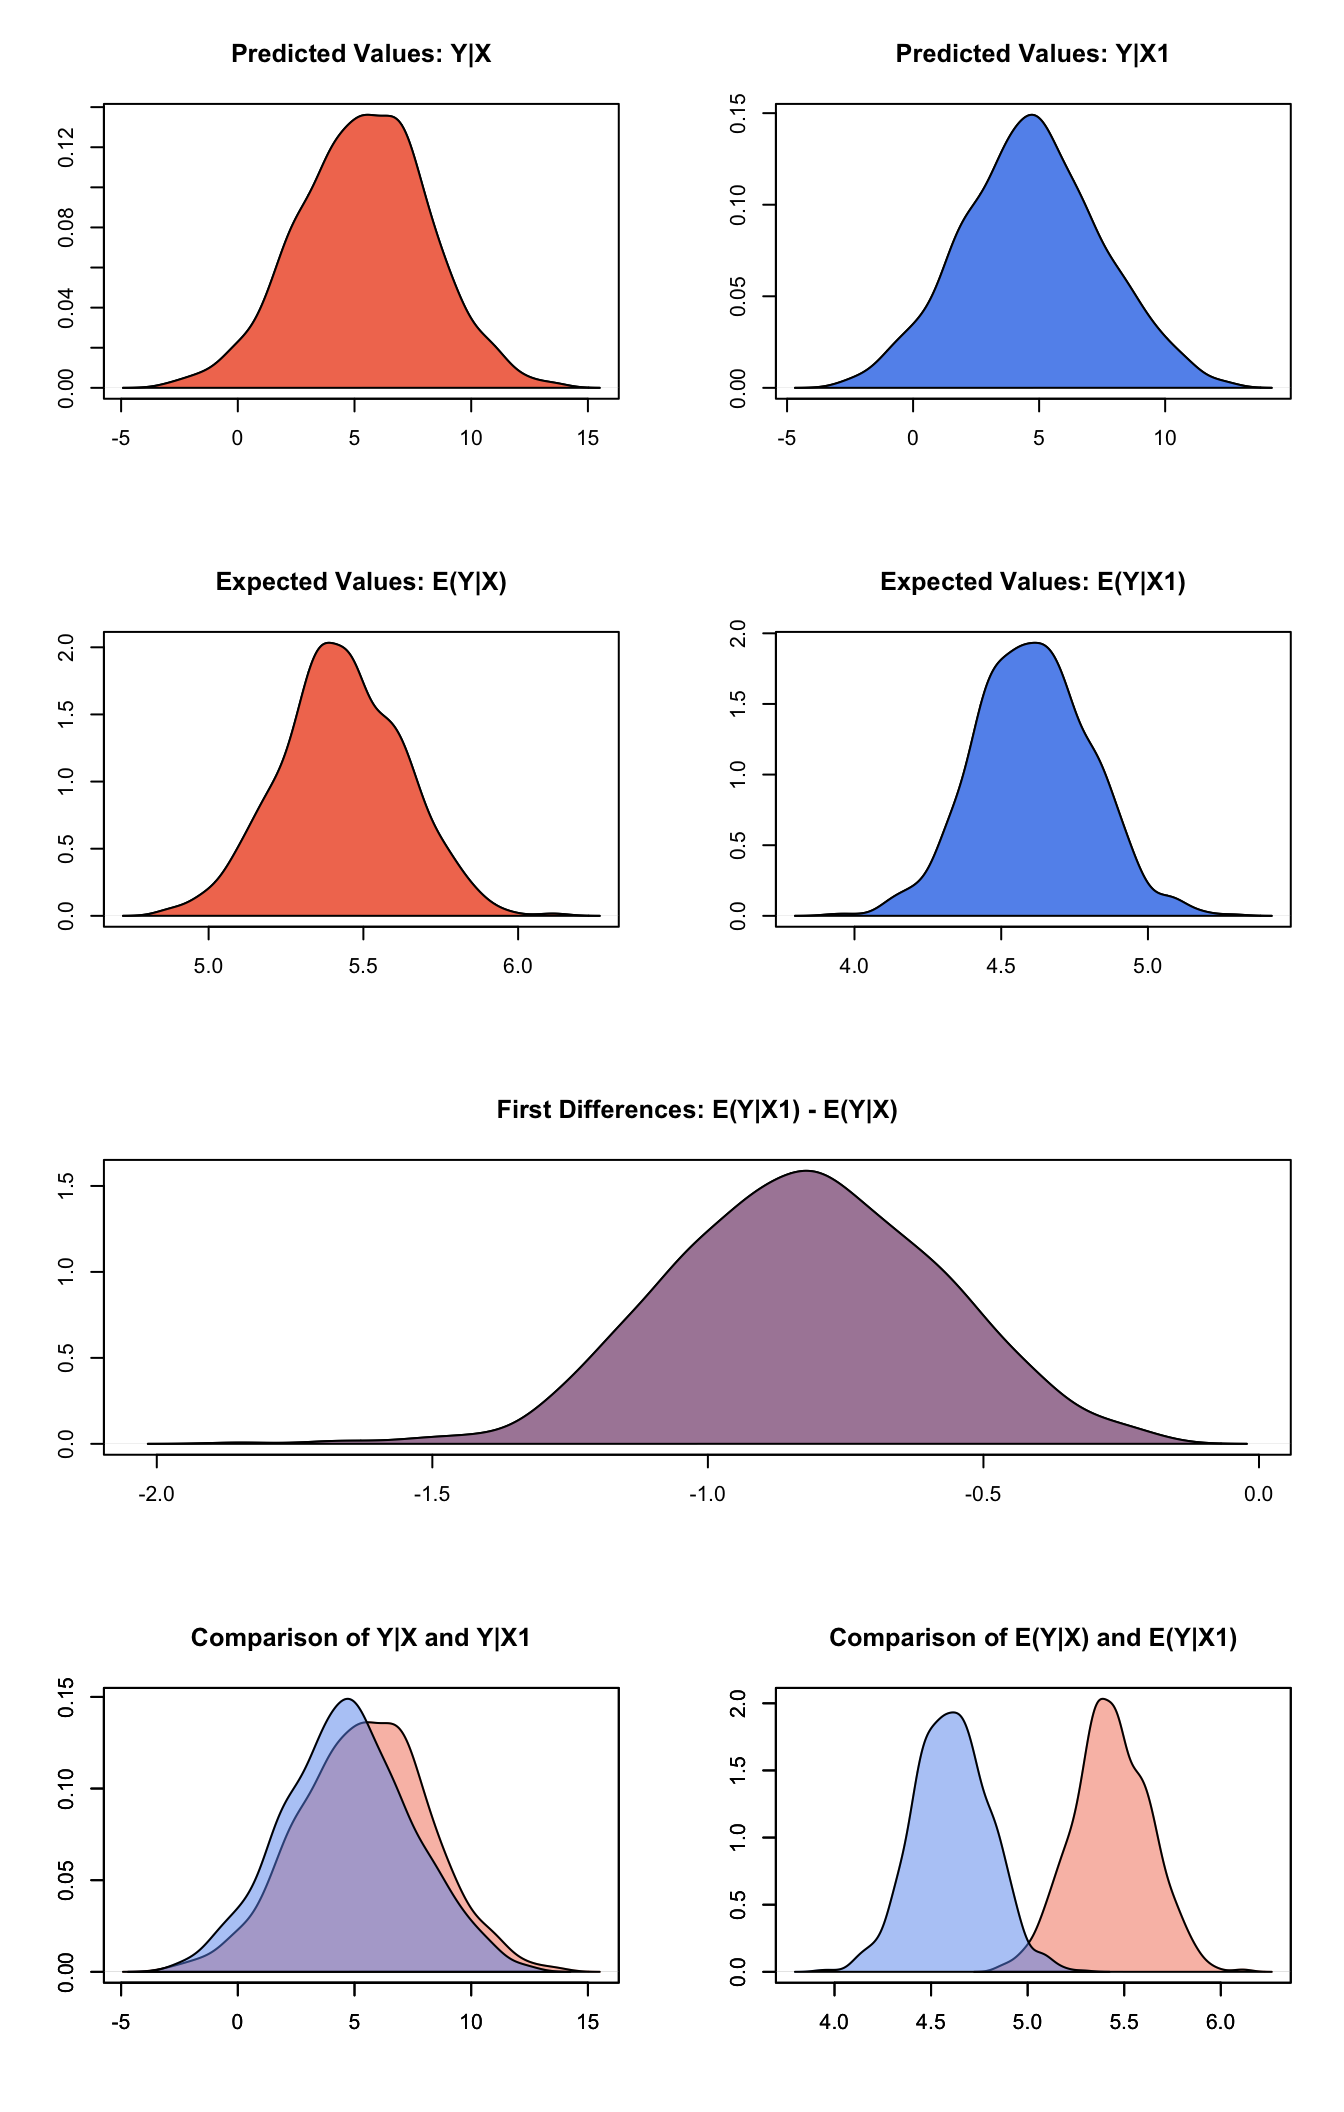 Predicted Values: Y|X
0.00 0.04 0.08 0.12
-5 0 5 10 15
Predicted Values: Y|X1
0.00 0.05 0.10 0.15
-5 0 5 10
Expected Values: E(Y|X)
0.0 0.5 1.0 1.5 2.0
5.0 5.5 6.0
Expected Values: E(Y|X1)
0.0 0.5 1.0 1.5 2.0
4.0 4.5 5.0
First Differences: E(Y|X1) - E(Y|X)
0.0 0.5 1.0 1.5
-2.0 -1.5 -1.0 -0.5 0.0
Comparison of Y|X and Y|X1
0.00 0.05 0.10 0.15
-5 0 5 10 15
Comparison of E(Y|X) and E(Y|X1)
0.0 0.5 1.0 1.5 2.0
4.0 4.5 5.0 5.5 6.0